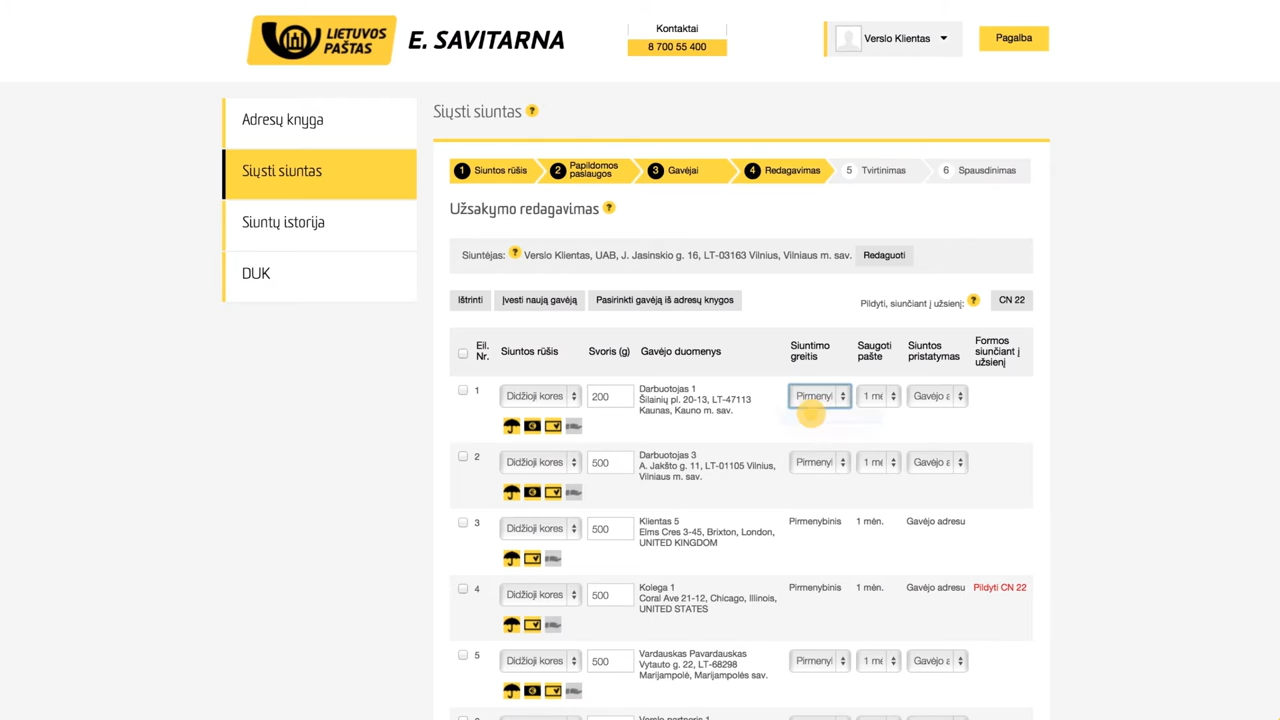 LIETUVOS
PAŠTAS
E. SAVITARNA
Kontaktai
8 700 55 400
Verslo Klientas
Pagalba
Adresų knyga
Siųsti siuntas
Siuntų istorija
DUK
Siųsti siuntas ?
1 Siuntos rūšis
2 Papildomos paslaugos
3 Gavėjai
4 Redagavimas
5 Tvirtinimas
6 Spausdinimas
Užsakymo redagavimas ?
Siuntėjas: ? Verslo Klientas, UAB, J. Jasinskio g. 16, LT-03163 Vilnius, Vilniaus m. sav. Redaguoti
Ištrinti Įvesti naują gavėją Pasirinkti gavėją iš adresų knygos Pildyti, siunčiant į užsienį: ? CN 22
Eil. Nr. Siuntos rūšis Svoris (g) Gavėjo duomenys Siuntimo greitis Saugoti pašte Siuntos pristatymas Formos siunčiant į užsienį
1 Didžioji kores 200 Darbuotojas 1 Pirmenyl 1 mė Gavėjo a
Šilainių pl. 20-13, LT-47113
Kaunas, Kauno m. sav.
2 Didžioji kores 500 Darbuotojas 3 Pirmenyl 1 mė Gavėjo a
A. Jakšto g. 11, LT-01105 Vilnius,
Vilniaus m. sav.
3 Didžioji kores 500 Klientas 5 Pirmenybinis 1 mėn. Gavėjo adresu
Elms Cres 3-45, Brixton, London,
UNITED KINGDOM
4 Didžioji kores 500 Kolega 1 Pirmenybinis 1 mėn. Gavėjo adresu Pildyti CN 22
Coral Ave 21-12, Chicago, Illinois,
UNITED STATES
5 Didžioji kores 500 Vardauskas Pavardauskas Pirmenyl 1 mė Gavėjo a
Vytauto g. 22, LT-68298
Marijampolė, Marijampolės sav.